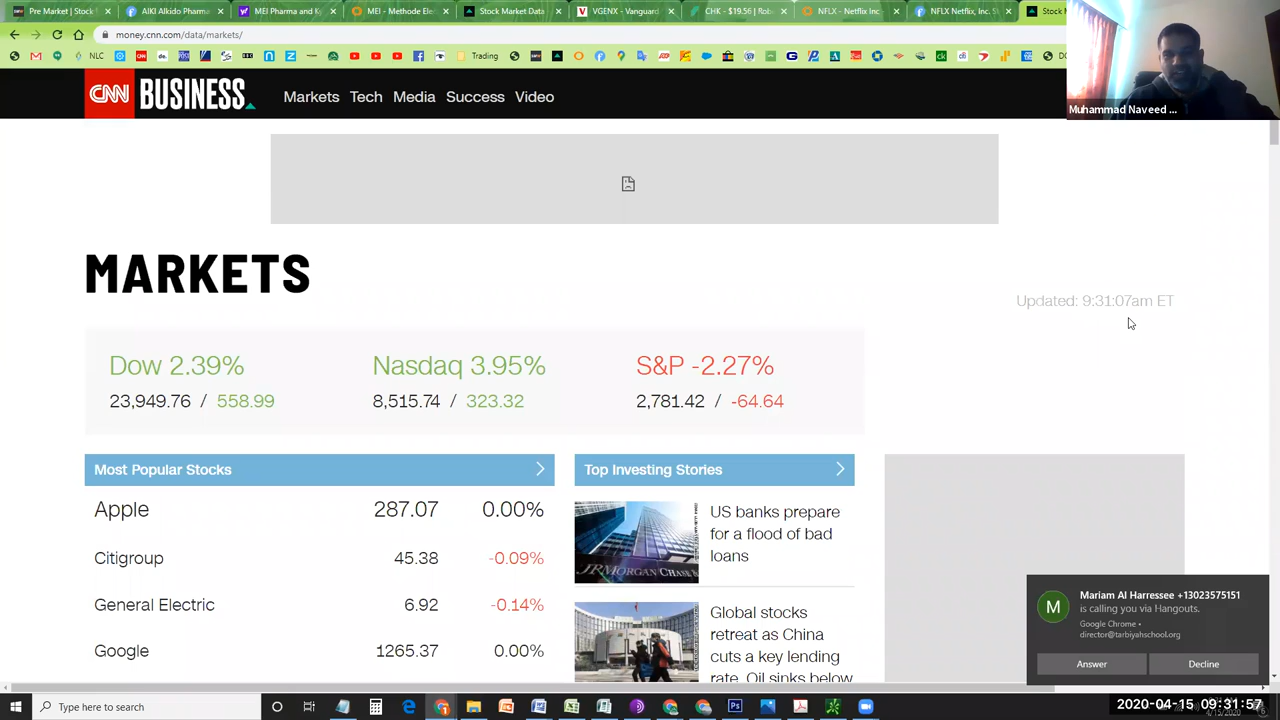 Pre Market | Stock
AIKI Alkido Pharma
MEI Pharma and K
MEI - Methode Ele
Stock Market Data
VGENX - Vanguard
CHK - $19.56 | Rob
NFLX - Netflix Inc
NFLX Netflix, Inc. S
Stock M
money.cnn.com/data/markets/
NLC
Trading
CNN BUSINESS
Markets Tech Media Success Video
Muhammad Naveed ...
MARKETS
Updated: 9:31:07am ET
Dow 2.39% Nasdaq 3.95% S&P -2.27%
23,949.76 / 558.99 8,515.74 / 323.32 2,781.42 / -64.64
Most Popular Stocks
Apple 287.07 0.00%
Citigroup 45.38 -0.09%
General Electric 6.92 -0.14%
Google 1265.37 0.00%
Top Investing Stories
US banks prepare
for a flood of bad
loans
JPMORGAN CHASE
Global stocks
retreat as China
cuts a key lending
rate. Oil sinks below
M
Mariam Al Harressee +13023575151
is calling you via Hangouts.
Google Chrome •
director@tarbiyahschool.org
Answer Decline
Type here to search
2020-04-15 09:31:57